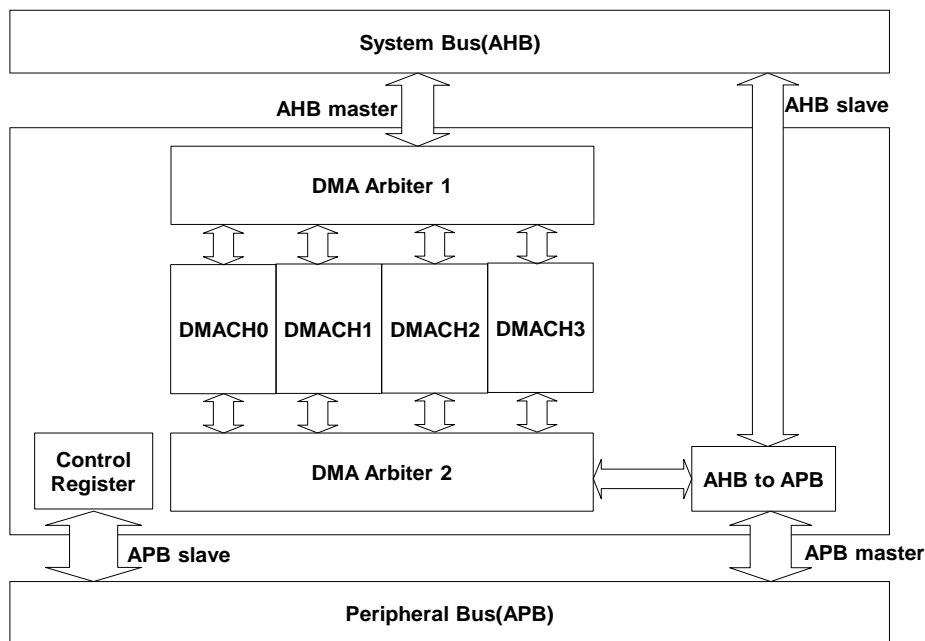 System Bus(AHB)
AHB master
AHB slave
DMA Arbiter 1
DMACH0
DMACH1
DMACH2
DMACH3
Control
Register
DMA Arbiter 2
AHB to APB
APB slave
APB master
Peripheral Bus(APB)